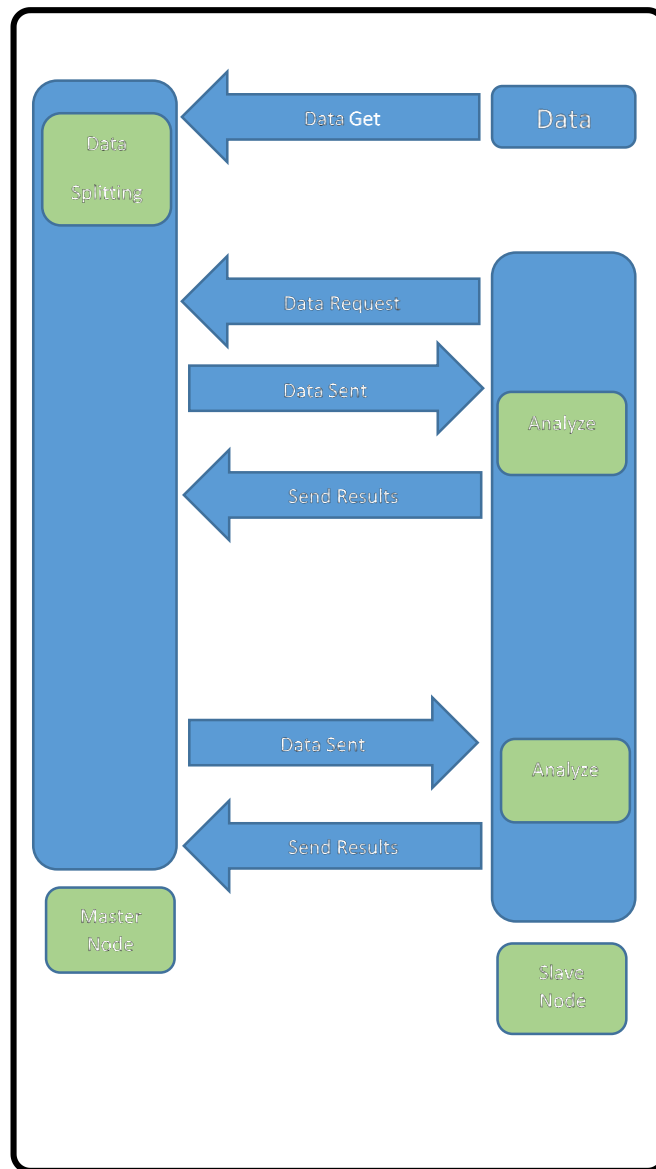 Data Get
Data
Data
Splitting
Data Request
Data Sent
Analyze
Send Results
Data Sent
Analyze
Send Results
Master
Node
Slave
Node